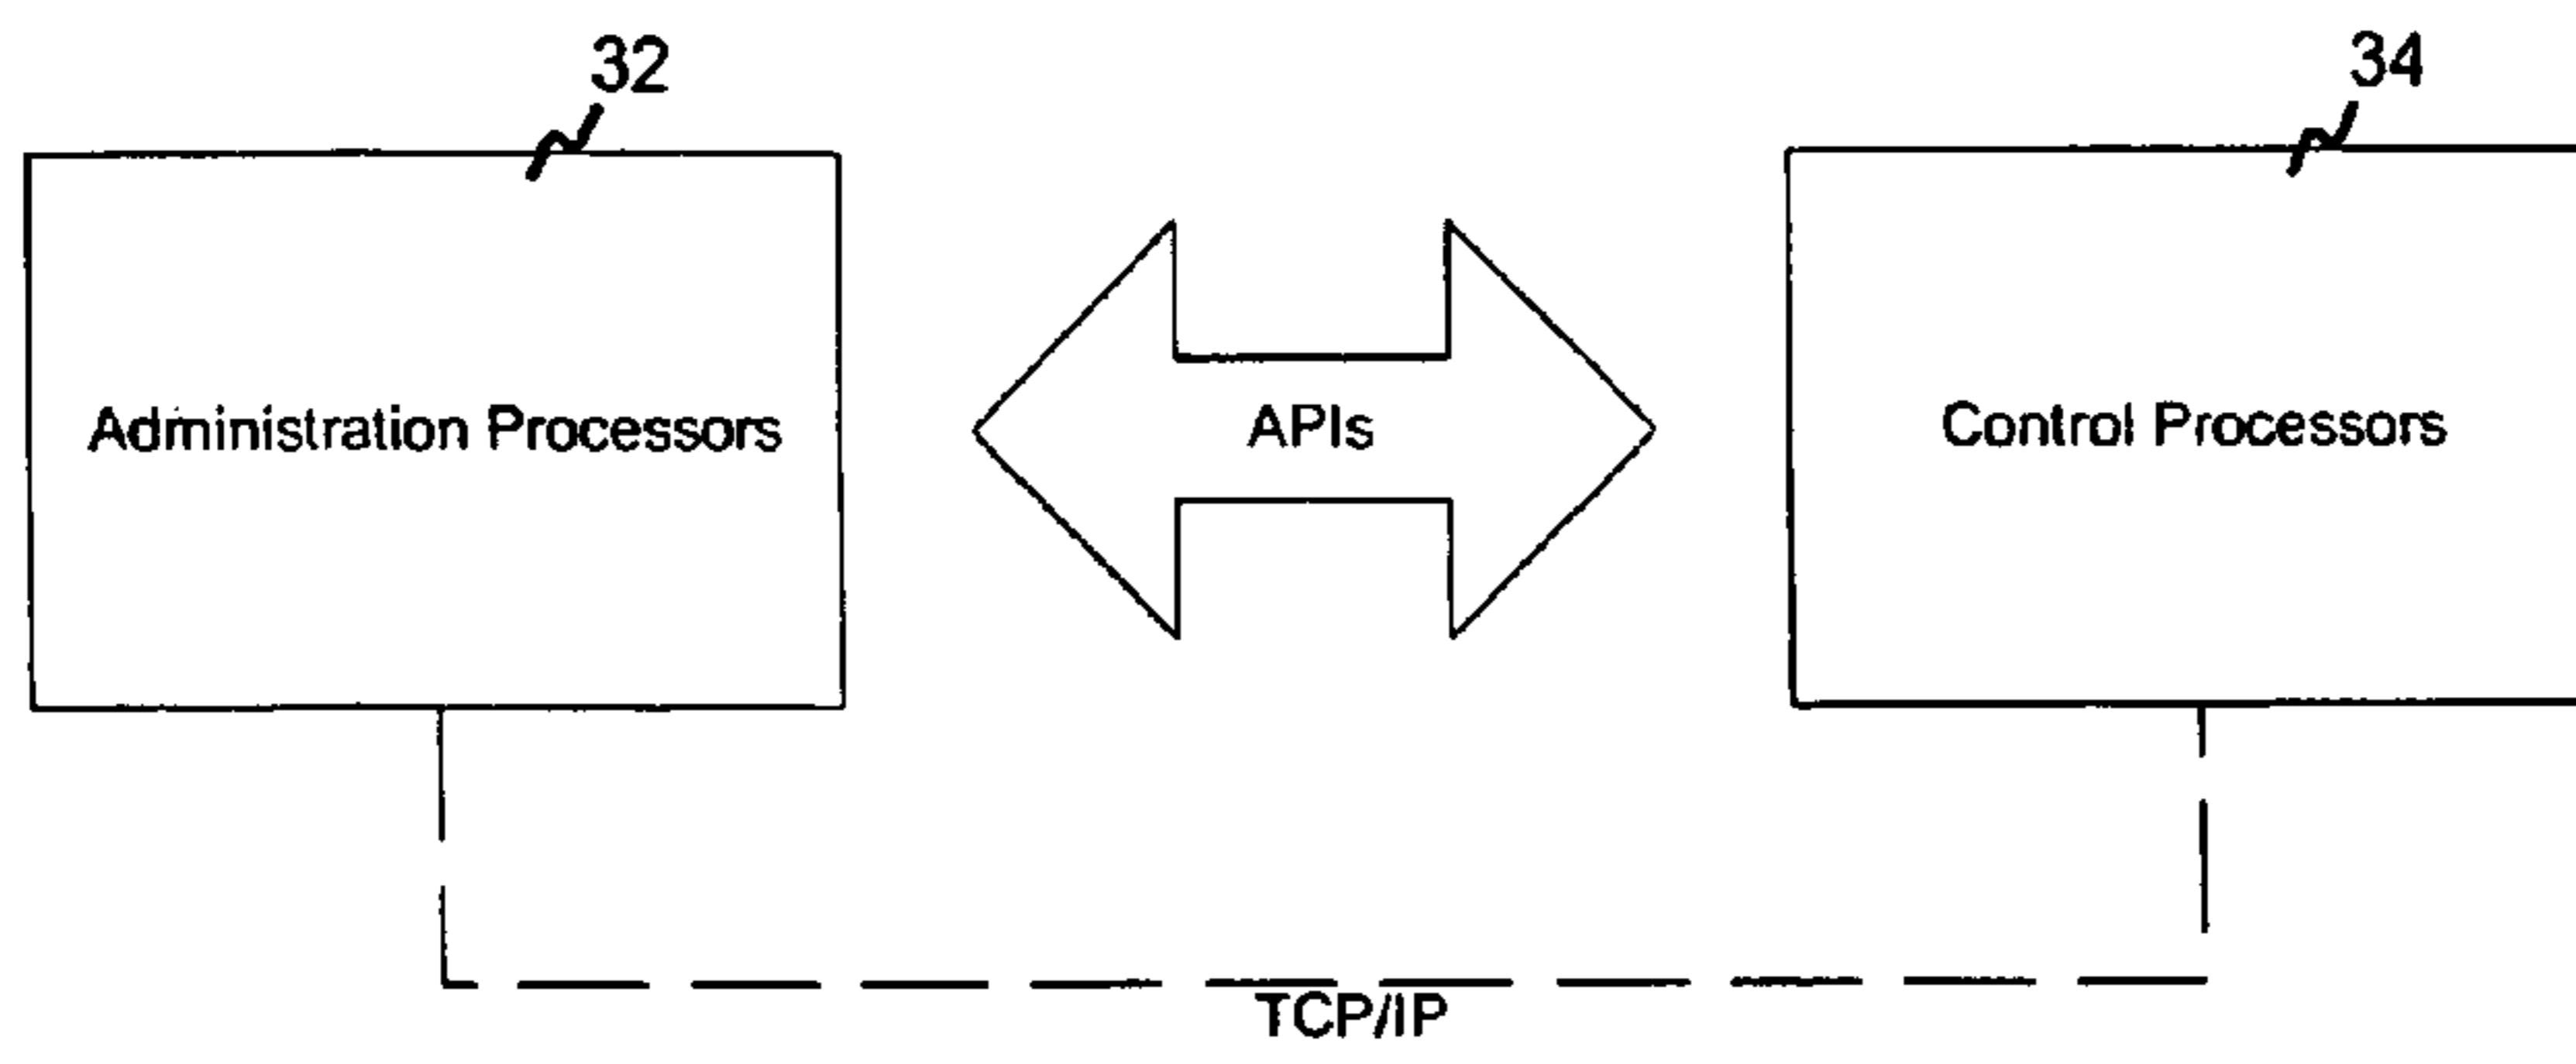 32
34
Administration Processors
APIs
Control Processors
TCP/IP